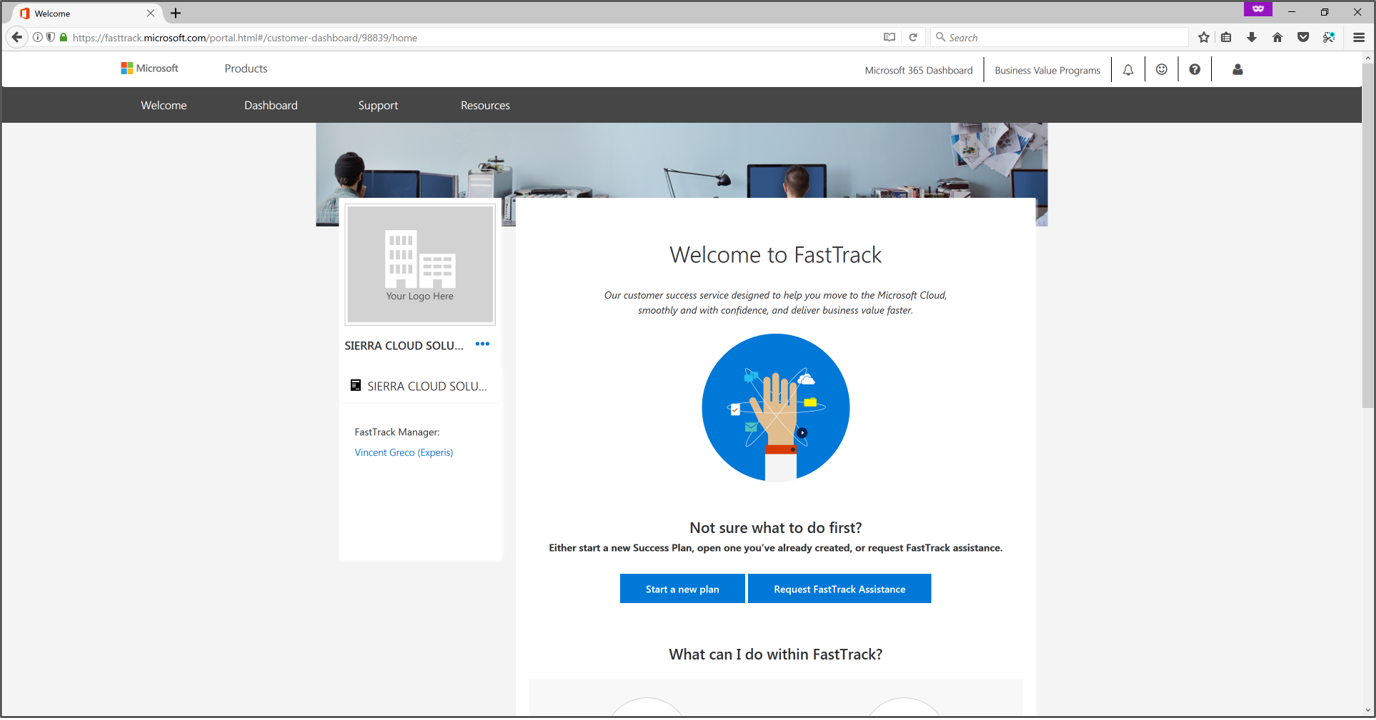 Welcome
https://fasttrack.microsoft.com/portal.html#/customer-dashboard/98839/home
Search
Microsoft
Products
Microsoft 365 Dashboard
Business Value Programs
Welcome
Dashboard
Support
Resources
Your Logo Here
SIERRA CLOUD SOLU...
SIERRA CLOUD SOLU...
FastTrack Manager:
Vincent Greco (Experis)
Welcome to FastTrack
Our customer success service designed to help you move to the Microsoft Cloud,
smoothly and with confidence, and deliver business value faster.
Not sure what to do first?
Either start a new Success Plan, open one you've already created, or request FastTrack assistance.
Start a new plan
Request FastTrack Assistance
What can I do within FastTrack?